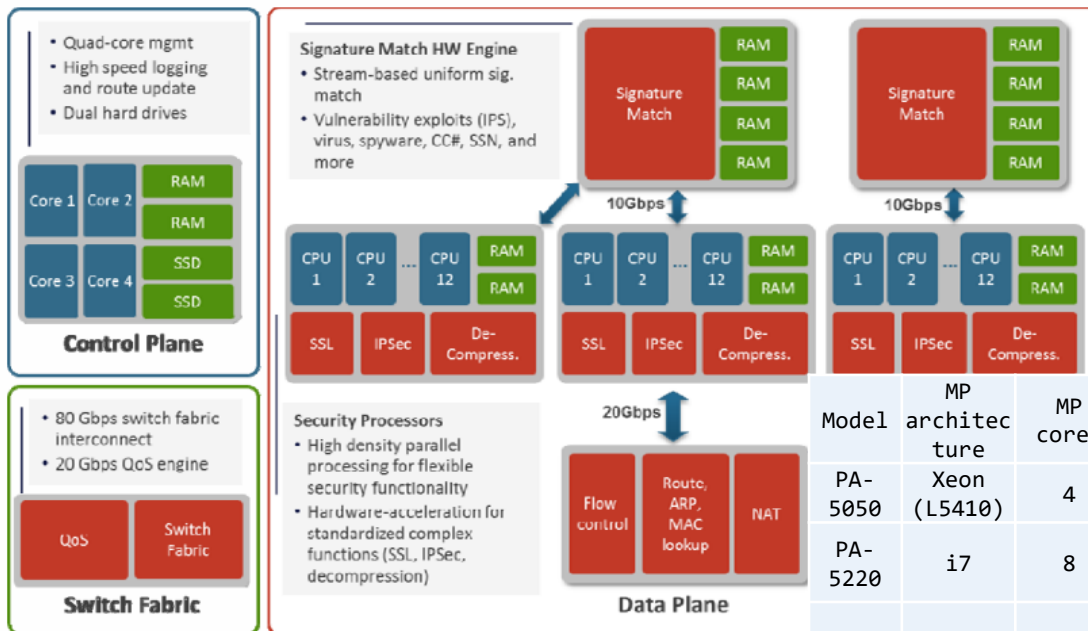 • Quad-core mgmt
• High speed logging
and route update
• Dual hard drives
Core 1
Core 2
RAM
RAM
Core 3
Core 4
SSD
SSD
Control Plane
• 80 Gbps switch fabric
interconnect
• 20 Gbps QoS engine
QoS
Switch
Fabric
Switch Fabric
Signature Match HW Engine
• Stream-based uniform sig.
match
• Vulnerability exploits (IPS),
virus, spyware, CC#, SSN, and
more
Signature
Match
RAM
RAM
RAM
RAM
Signature
Match
RAM
RAM
RAM
RAM
10Gbps
10Gbps
CPU
1
CPU
2
...
CPU
12
RAM
RAM
SSL
IPSec
De-
Compress.
CPU
1
CPU
2
...
CPU
12
RAM
RAM
SSL
IPSec
De-
Compress.
CPU
1
CPU
2
...
CPU
12
RAM
RAM
SSL
IPSec
De-
Compress.
Security Processors
• High density parallel
processing for flexible
security functionality
• Hardware-acceleration for
standardized complex
functions (SSL, IPSec,
decompression)
20Gbps
Flow
control
Route,
ARP,
MAC
lookup
NAT
Data Plane
Model
MP
architec
ture
MP
core
PA-
5050
Xeon
(L5410)
4
PA-
5220
i7
8